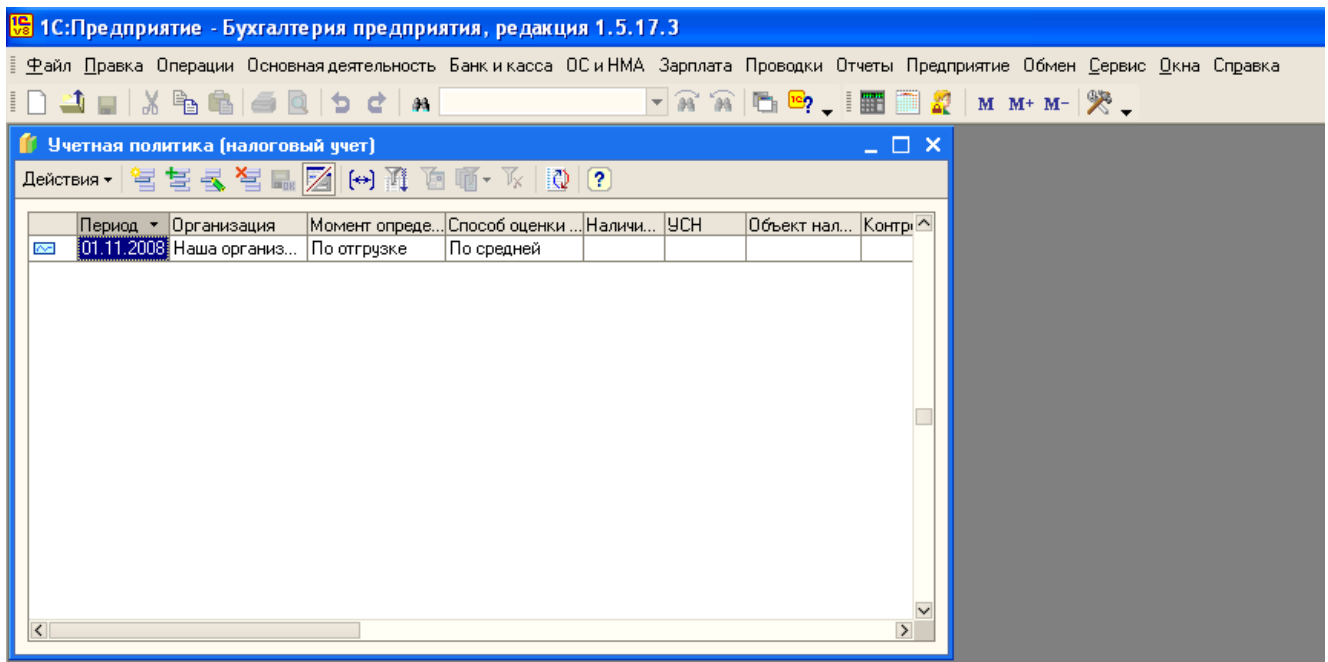 1С:Предприятие - Бухгалтерия предприятия, редакция 1.5.17.3
Файл Правка Операции Основная деятельность Банк и касса ОС и НМА Зарплата Проводки Отчеты Предприятие Обмен Сервис Окна Справка
M M+ M-
Учетная политика (налоговый учет)
Действия
Период Организация Момент опреде... Способ оценки ... Наличи... УСН Объект нал... Контр
01.11.2008 Наша организ... По отгрузке По средней